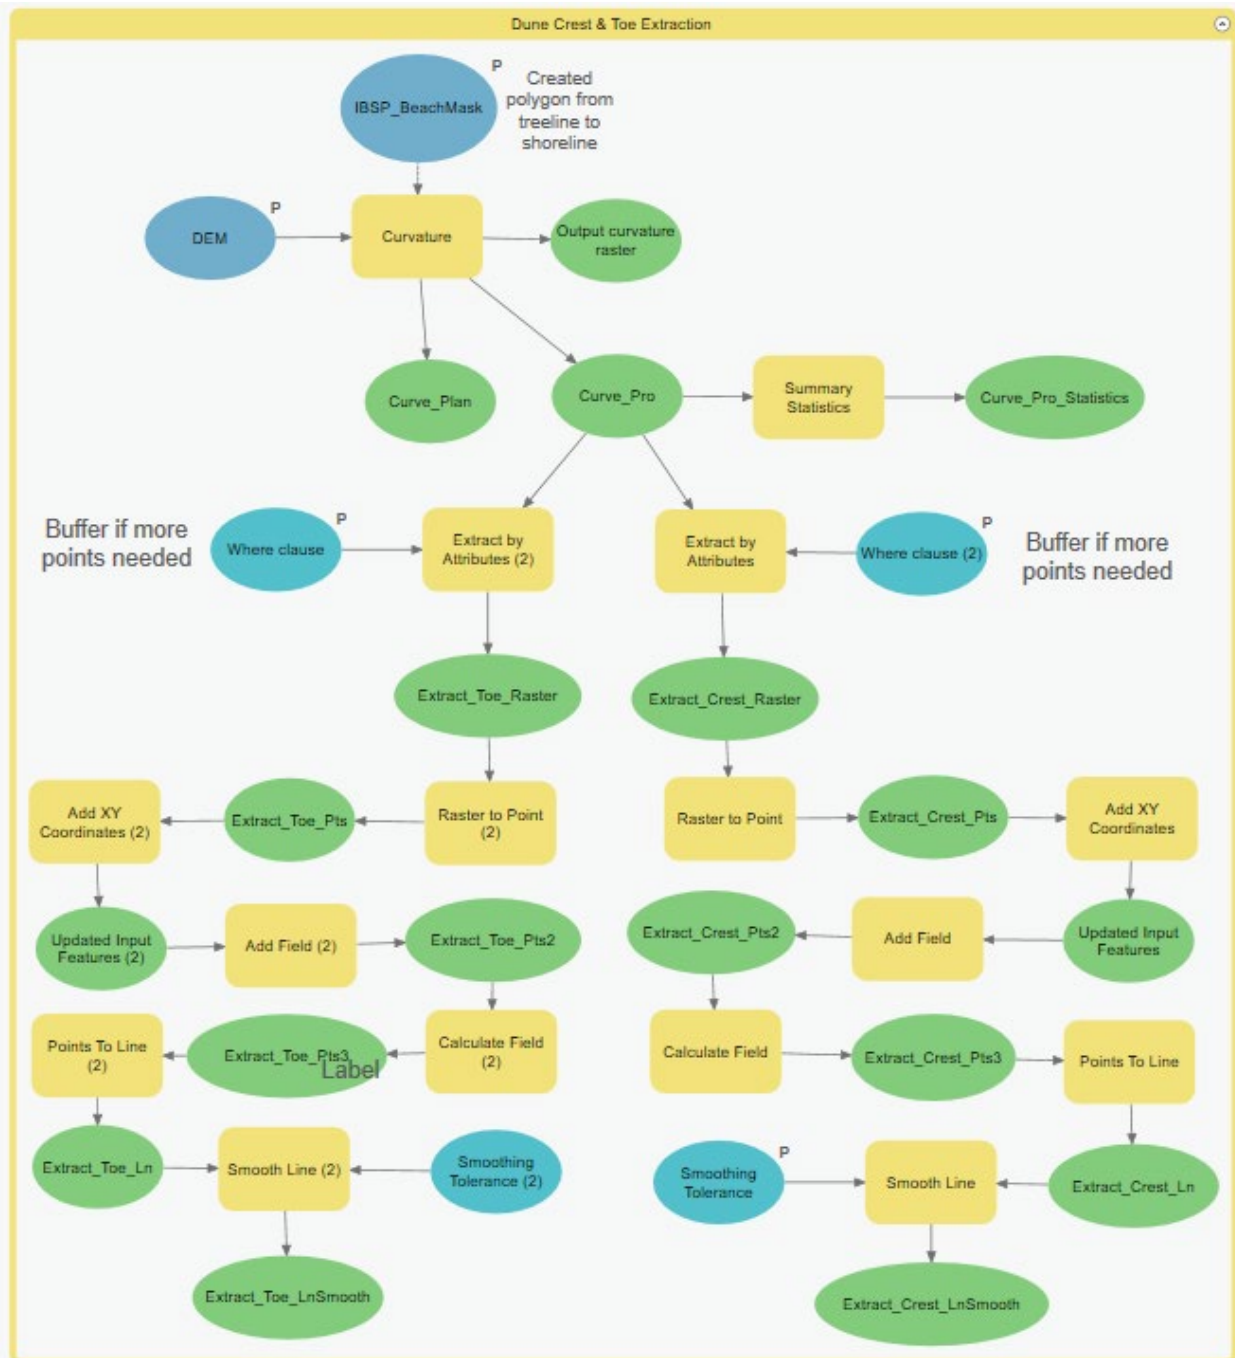 Dune Crest & Toe Extraction
IBSP_BeachMask
P
Created
polygon from
treeline to
shoreline
DEM
P
Curvature
Output curvature
raster
Curve_Plan
Curve_Pro
Summary
Statistics
Curve_Pro_Statistics
Buffer if more
points needed
Where clause
P
Extract by
Attributes (2)
Extract by
Attributes
Where clause (2)
P
Buffer if more
points needed
Extract_Toe_Raster
Extract_Crest_Raster
Add XY
Coordinates (2)
Extract_Toe_Pts
Raster to Point
(2)
Raster to Point
Extract_Crest_Pts
Add XY
Coordinates
Updated Input
Features (2)
Add Field (2)
Extract_Toe_Pts2
Extract_Crest_Pts2
Add Field
Updated Input
Features
Points To Line
(2)
Extract_Toe_Pts3
Label
Calculate Field
(2)
Calculate Field
Extract_Crest_Pts3
Points To Line
Extract_Toe_Ln
Smooth Line (2)
Smoothing
Tolerance (2)
Smoothing
Tolerance
P
Smooth Line
Extract_Crest_Ln
Extract_Toe_LnSmooth
Extract_Crest_LnSmooth